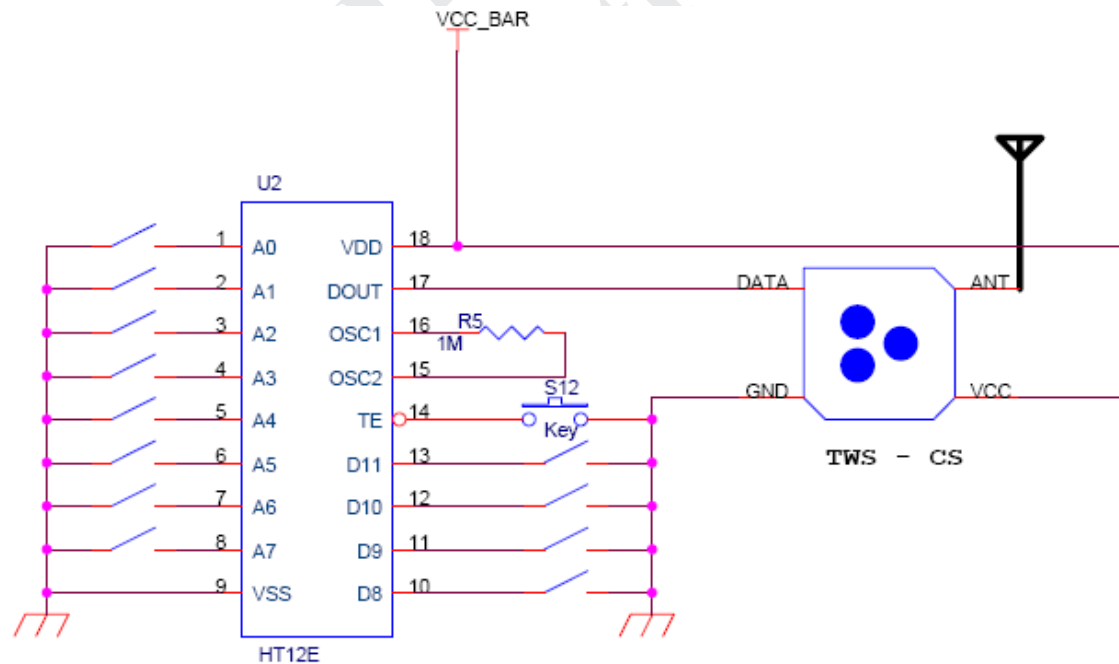 VCC_BAR
U2
1 A0 VDD 18
2 A1 DOUT 17 DATA ANT
3 A2 OSC1 16 R5
1M
4 A3 OSC2 15
S12
5 A4 TE 14 Key GND VCC
6 A5 D11 13 TWS - CS
7 A6 D10 12
8 A7 D9 11
9 VSS D8 10
HT12E